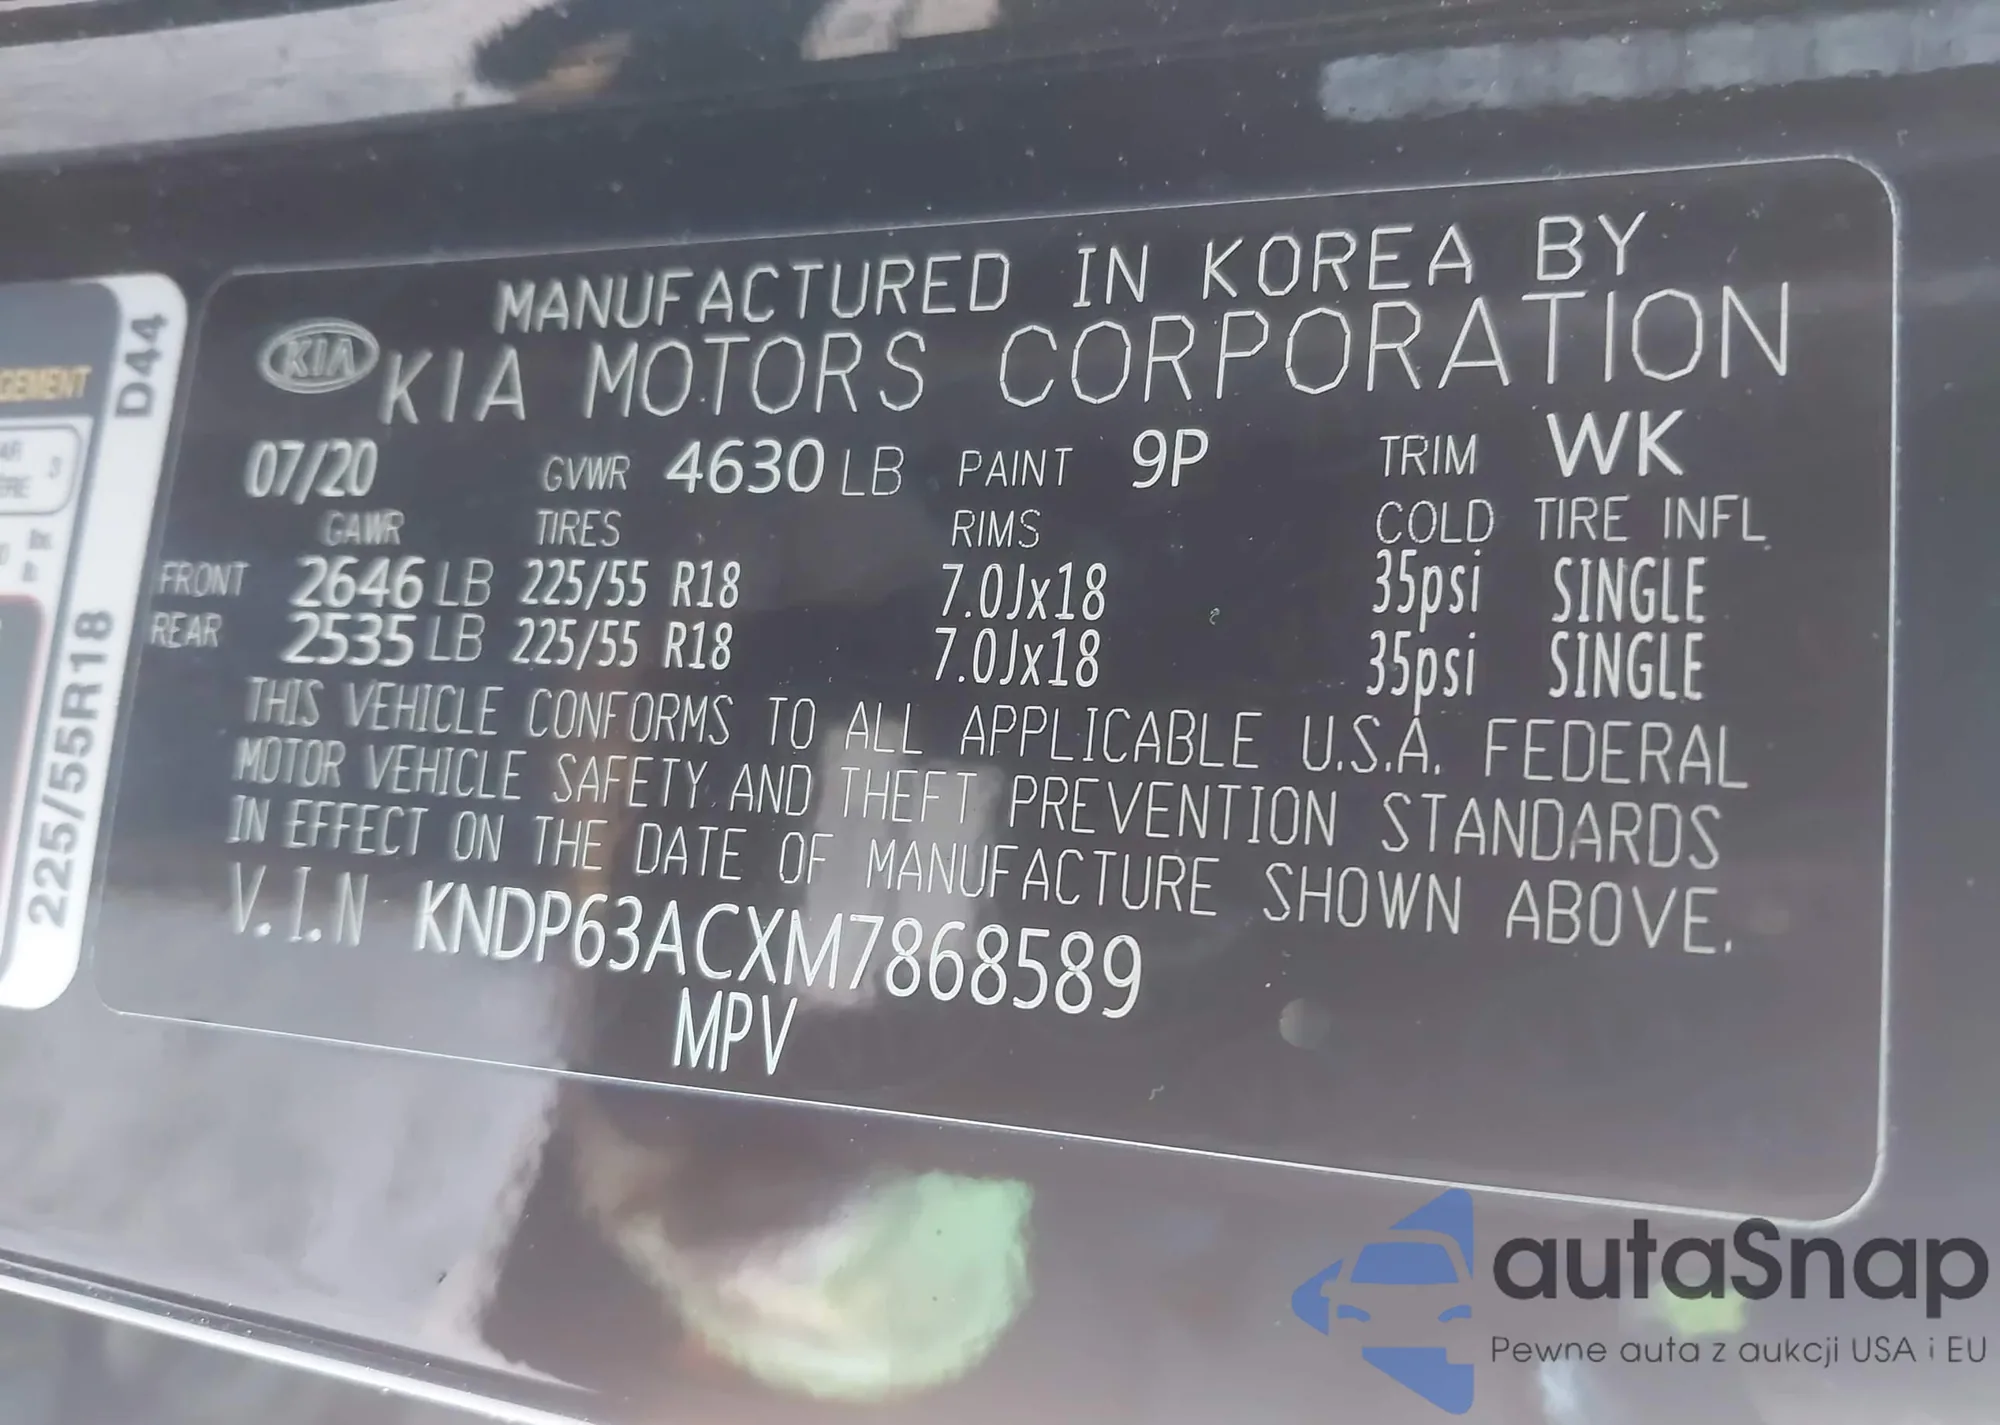 MANUFACTURED IN KOREA BY
KIA KIA MOTORS CORPORATION
07/20 GVWR 4630 LB PAINT 9P TRIM WK
GAWR TIRES RIMS COLD TIRE INFL
FRONT 2646 LB 225/55 R18 7.0Jx18 35psi SINGLE
REAR 2535 LB 225/55 R18 7.0Jx18 35psi SINGLE
THIS VEHICLE CONFORMS TO ALL APPLICABLE U.S.A. FEDERAL
MOTOR VEHICLE SAFETY AND THEFT PREVENTION STANDARDS
IN EFFECT ON THE DATE OF MANUFACTURE SHOWN ABOVE.
V.I.N KNDP63ACXM7868589
MPV
225/55R18 D44
autaSnap
Pewne auta z aukcji USA i EU